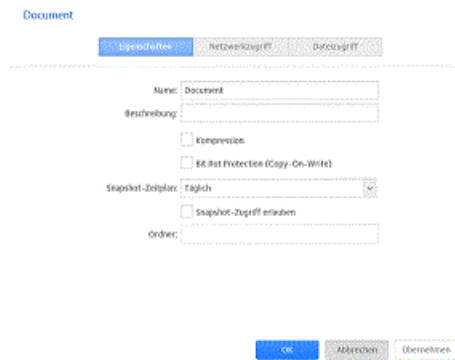 Document
Eigenschaften Netzwerkzugriff Dateizugriff
Name: Document
Beschreibung:
Kompression
Bit Rot Protection (Copy-On-Write)
Snapshot-Zeitplan: Täglich
Snapshot-Zugriff erlauben
Ordner:
OK Abbrechen Übernehmen